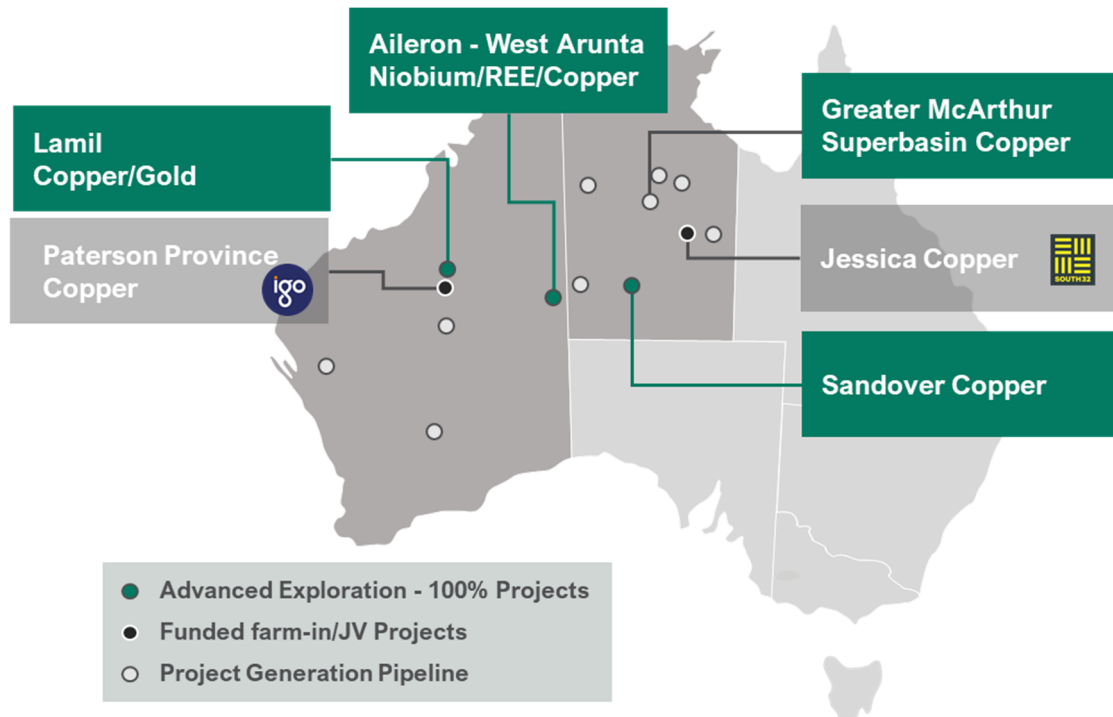 Aileron - West Arunta
Niobium/REE/Copper
Lamil
Copper/Gold
Greater McArthur
Superbasin Copper
Paterson Province
Copper
igo
Jessica Copper
SOUTH32
Sandover Copper
Advanced Exploration - 100% Projects
Funded farm-in/JV Projects
Project Generation Pipeline